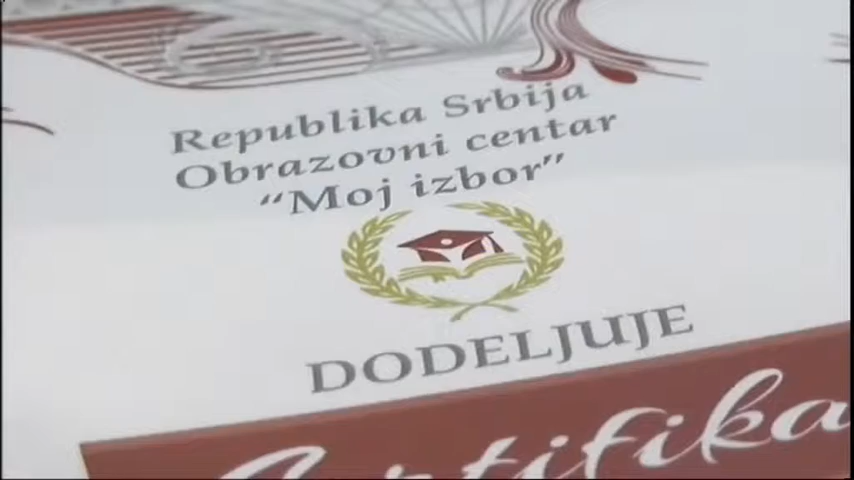 Republika Srbija
Obrazovni centar
“Moj izbor”
DODELJUJE